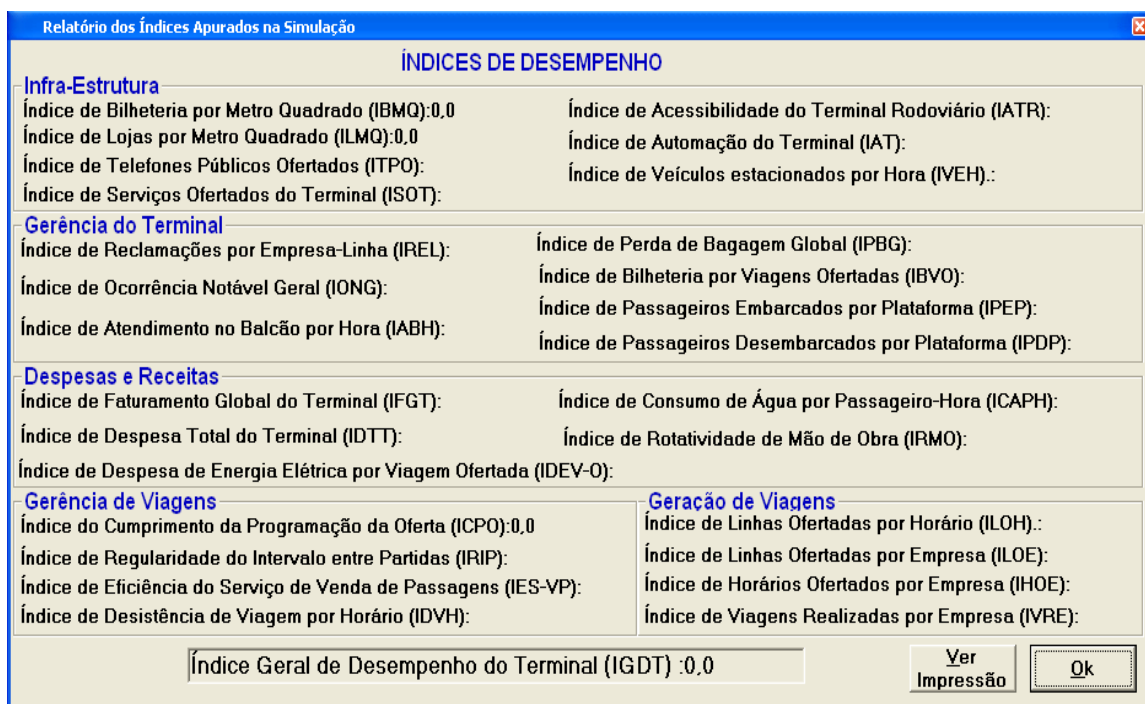 Relatório dos Índices Apurados na Simulação
ÍNDICES DE DESEMPENHO
Infra-Estrutura
Índice de Bilheteria por Metro Quadrado (IBMQ):0,0
Índice de Lojas por Metro Quadrado (ILMQ):0,0
Índice de Telefones Públicos Ofertados (ITPO):
Índice de Serviços Ofertados do Terminal (ISOT):
Índice de Acessibilidade do Terminal Rodoviário (IATR):
Índice de Automação do Terminal (IAT):
Índice de Veículos estacionados por Hora (IVEH).:
Gerência do Terminal
Índice de Reclamações por Empresa-Linha (IREL):
Índice de Ocorrência Notável Geral (IONG):
Índice de Atendimento no Balcão por Hora (IABH):
Índice de Perda de Bagagem Global (IPBG):
Índice de Bilheteria por Viagens Ofertadas (IBVO):
Índice de Passageiros Embarcados por Plataforma (IPEP):
Índice de Passageiros Desembarcados por Plataforma (IPDP):
Despesas e Receitas
Índice de Faturamento Global do Terminal (IFGT):
Índice de Despesa Total do Terminal (IDTT):
Índice de Despesa de Energia Elétrica por Viagem Ofertada (IDEV-O):
Índice de Consumo de Água por Passageiro-Hora (ICAPH):
Índice de Rotatividade de Mão de Obra (IRMO):
Gerência de Viagens
Índice do Cumprimento da Programação da Oferta (ICPO):0,0
Índice de Regularidade do Intervalo entre Partidas (IRIP):
Índice de Eficiência do Serviço de Venda de Passagens (IES-VP):
Índice de Desistência de Viagem por Horário (IDVH):
Geração de Viagens
Índice de Linhas Ofertadas por Horário (ILOH).:
Índice de Linhas Ofertadas por Empresa (ILOE):
Índice de Horários Ofertados por Empresa (IHOE):
Índice de Viagens Realizadas por Empresa (IVRE):
Índice Geral de Desempenho do Terminal (IGDT) :0,0
Ver
Impressão
Ok